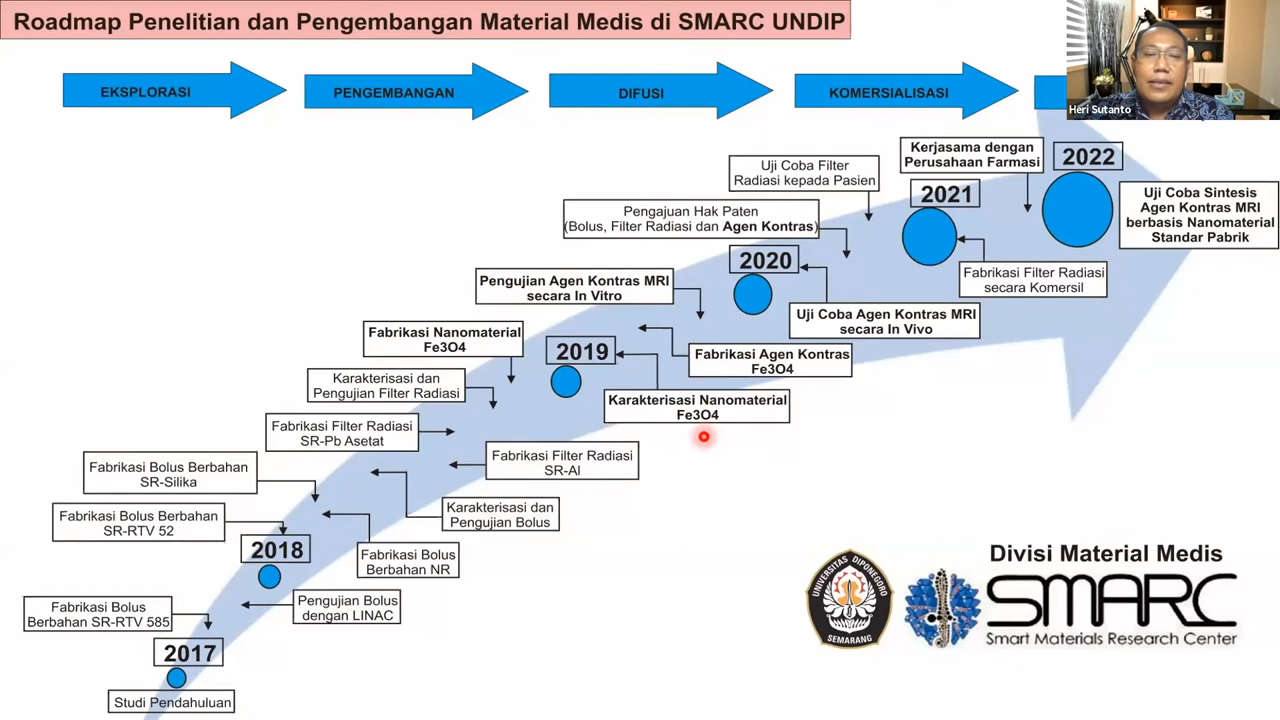 Roadmap Penelitian dan Pengembangan Material Medis di SMARC UNDIP
EKSPLORASI
PENGEMBANGAN
DIFUSI
KOMERSIALISASI
Heri Sutanto
Kerjasama dengan
Perusahaan Farmasi
2022
Uji Coba Filter
Radiasi kepada Pasien
2021
Uji Coba Sintesis
Agen Kontras MRI
berbasis Nanomaterial
Standar Pabrik
Pengajuan Hak Paten
(Bolus, Filter Radiasi dan Agen Kontras)
2020
Fabrikasi Filter Radiasi
secara Komersil
Pengujian Agen Kontras MRI
secara In Vitro
Uji Coba Agen Kontras MRI
secara In Vivo
Fabrikasi Nanomaterial
Fe3O4
2019
Fabrikasi Agen Kontras
Fe3O4
Karakterisasi dan
Pengujian Filter Radiasi
Karakterisasi Nanomaterial
Fe3O4
Fabrikasi Filter Radiasi
SR-Pb Asetat
Fabrikasi Filter Radiasi
SR-Al
Fabrikasi Bolus Berbahan
SR-Silika
Karakterisasi dan
Pengujian Bolus
Fabrikasi Bolus Berbahan
SR-RTV 52
2018
Fabrikasi Bolus
Berbahan NR
Fabrikasi Bolus
Berbahan SR-RTV 585
Pengujian Bolus
dengan LINAC
2017
Studi Pendahuluan
Divisi Material Medis
UNIVERSITAS DIPONEGORO
SEMARANG
SMARC
Smart Materials Research Center